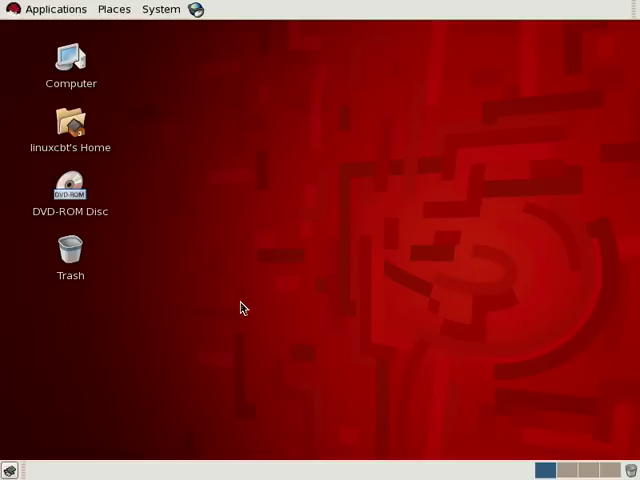 Applications Places System
Computer
linuxcbt's Home
DVD-ROM
DVD-ROM Disc
Trash